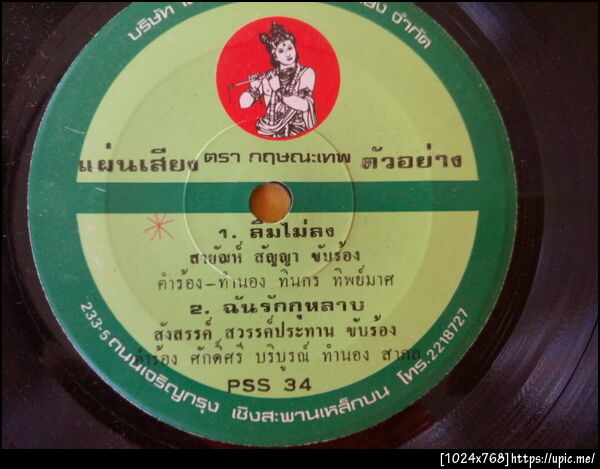 บริษัท
จำกัด
แผ่นเสียง ตรา กฤษณะเทพ ตัวอย่าง
1. ลืมไม่ลง
สายัณห์ สัญญา ขับร้อง
คำร้อง-ทำนอง ทินกร ทิพย์มาศ
2. ฉันรักกุหลาบ
สังสรรค์ สวรรค์ประทาน ขับร้อง
คำร้อง ศักดิ์ศรี บริบูรณ์ ทำนอง สากล
PSS 34
233-5 ถนนเจริญกรุง เชิงสะพานเหล็กบน โทร. 2218727
[1024x768]https://upic.me/